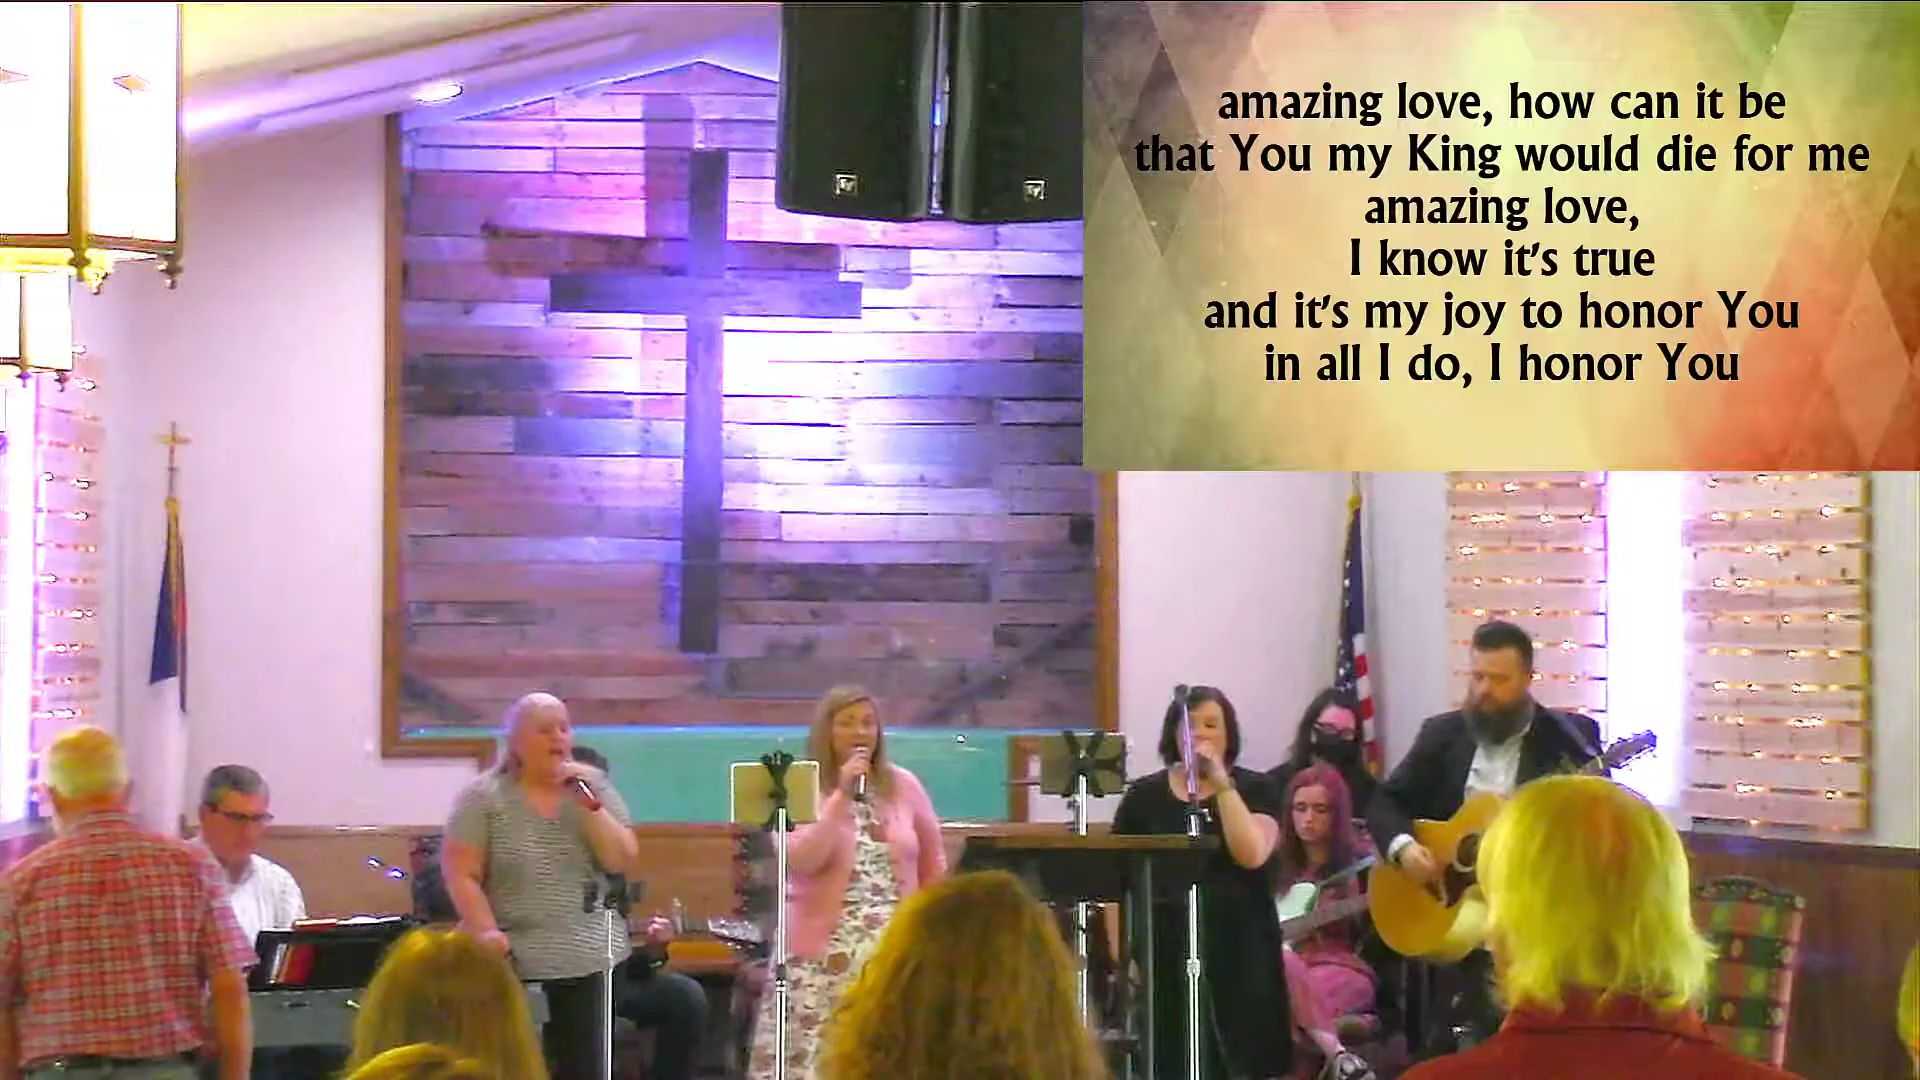 amazing love, how can it be
that You my King would die for me
amazing love,
I know it's true
and it's my joy to honor You
in all I do, I honor You